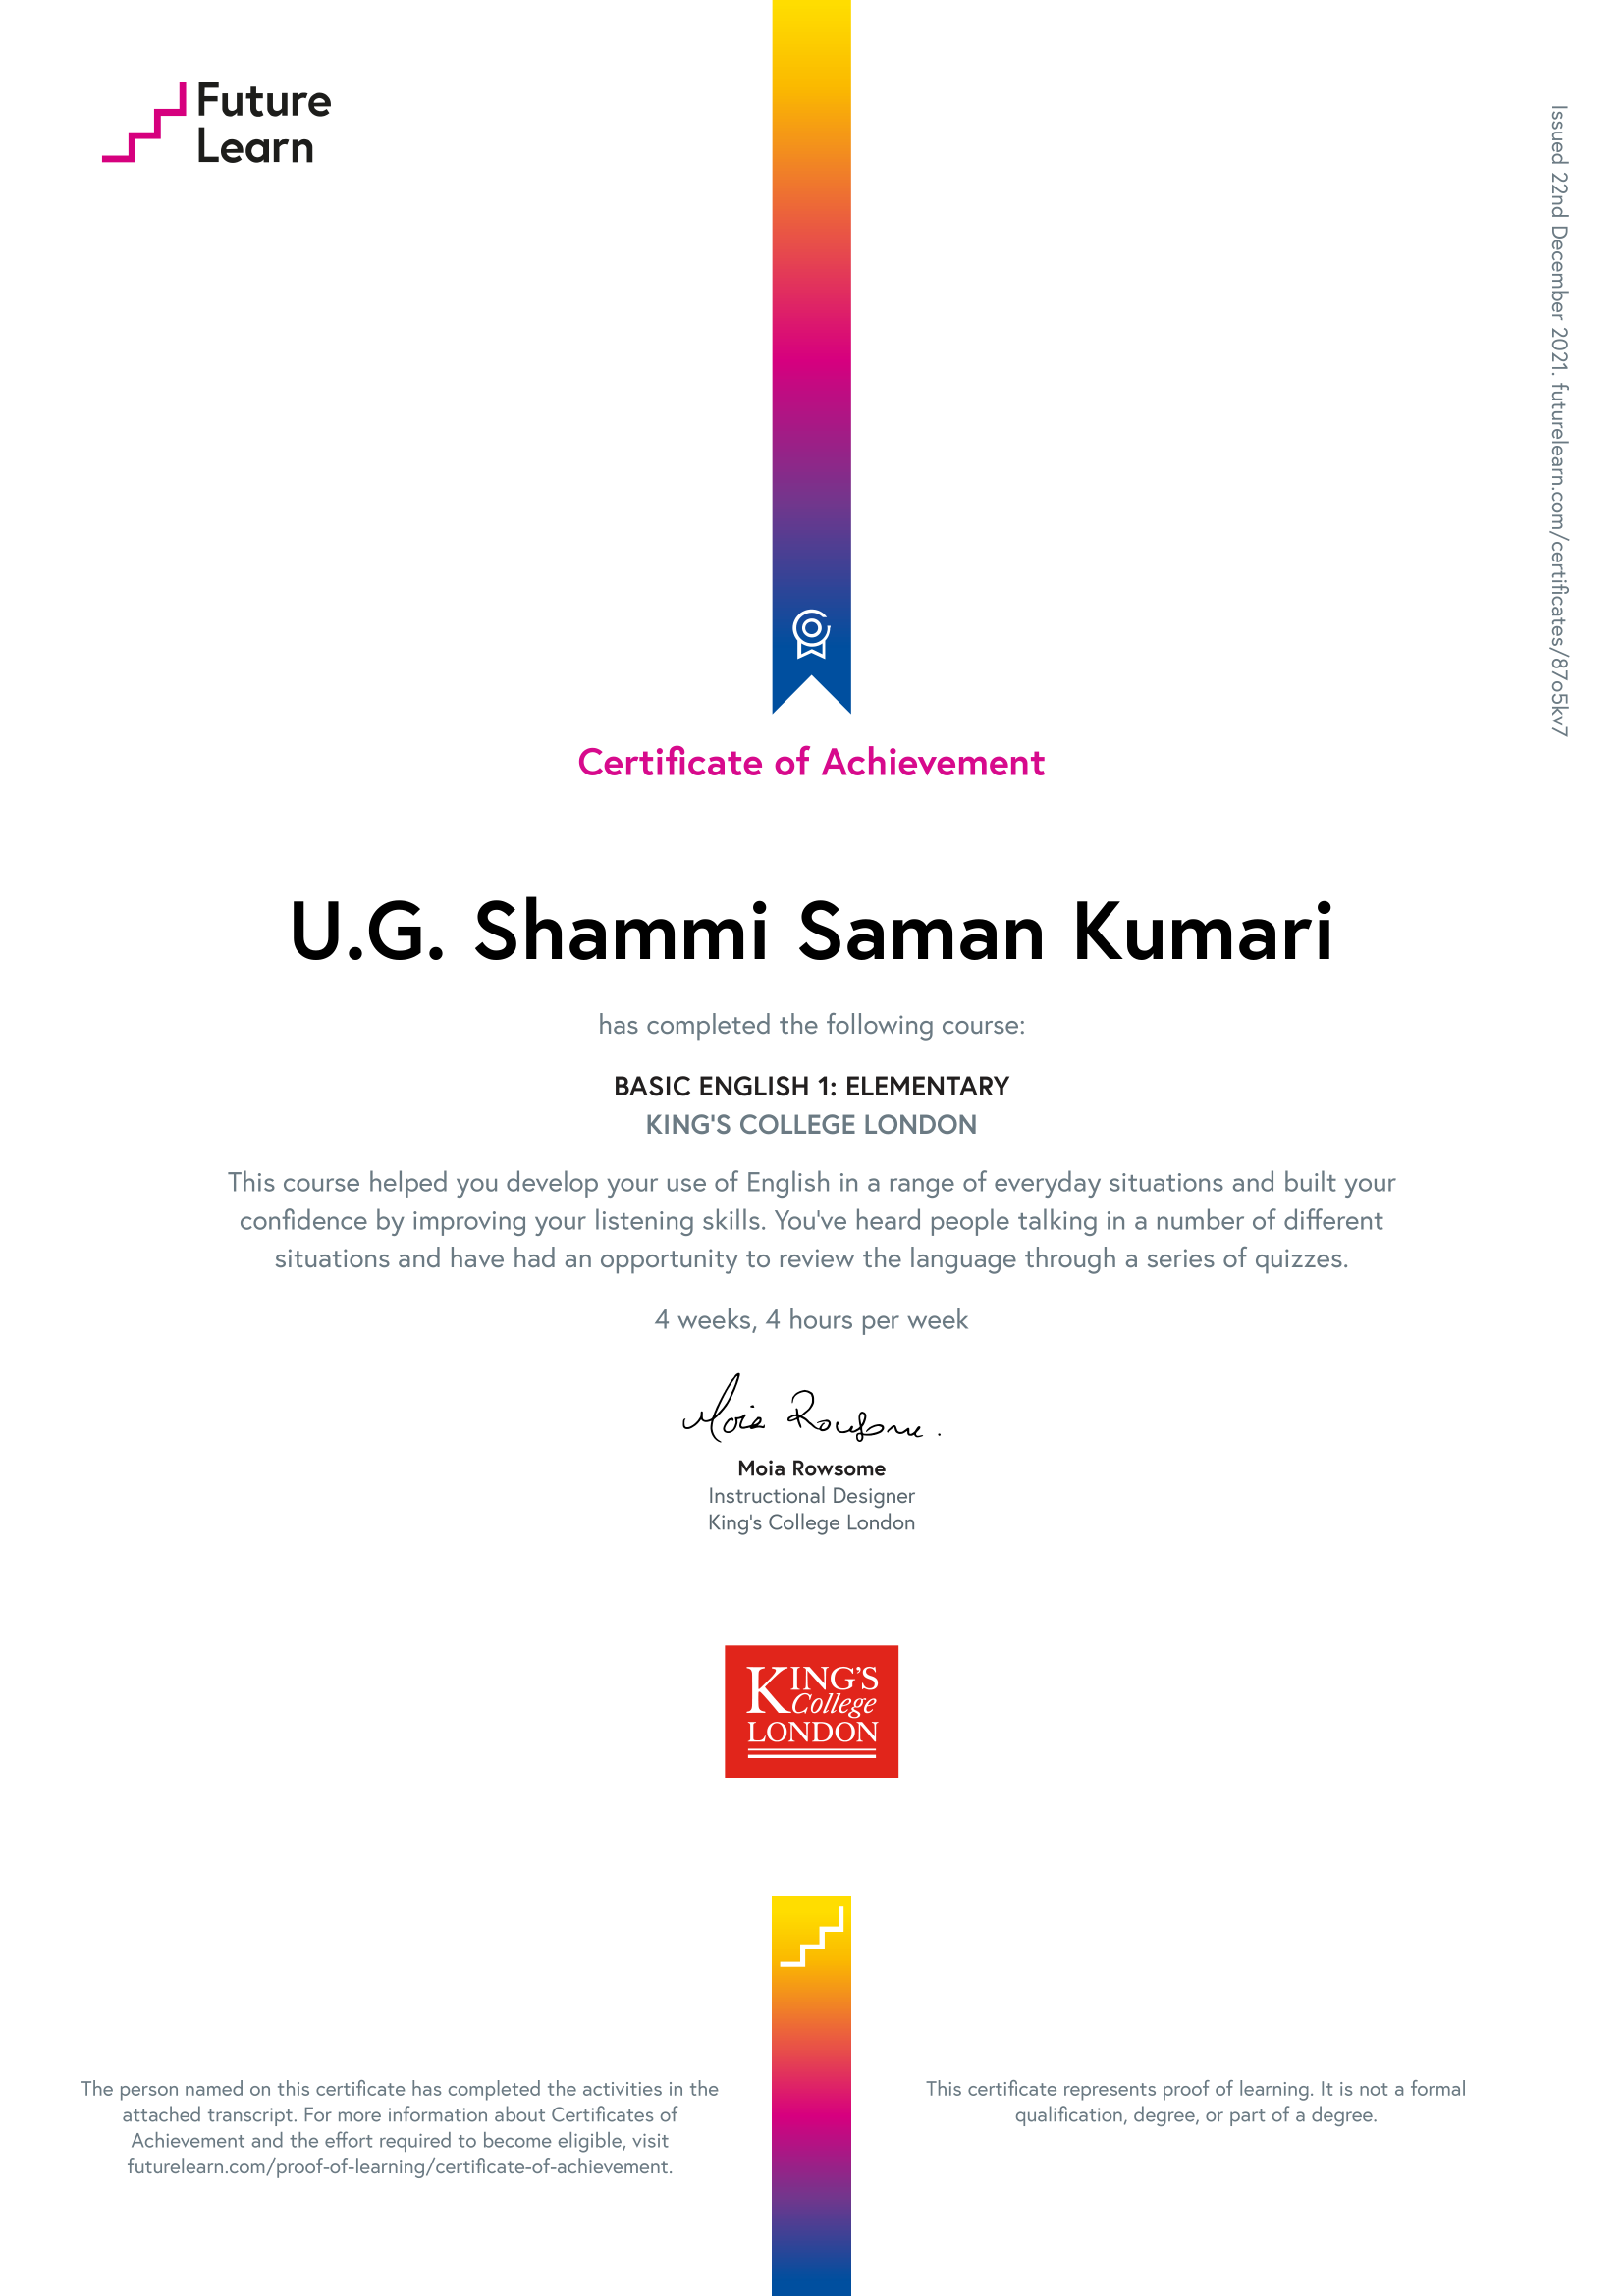 Future
Learn
Issued 22nd December 2021. futurelearn.com/certificates/87o5kv7
Certificate of Achievement
U.G. Shammi Saman Kumari
has completed the following course:
BASIC ENGLISH 1: ELEMENTARY
KING'S COLLEGE LONDON
This course helped you develop your use of English in a range of everyday situations and built your
confidence by improving your listening skills. You've heard people talking in a number of different
situations and have had an opportunity to review the language through a series of quizzes.
4 weeks, 4 hours per week
Moia Rowsome.
Moia Rowsome
Instructional Designer
King's College London
KING'S
College
LONDON
The person named on this certificate has completed the activities in the
attached transcript. For more information about Certificates of
Achievement and the effort required to become eligible, visit
futurelearn.com/proof-of-learning/certificate-of-achievement.
This certificate represents proof of learning. It is not a formal
qualification, degree, or part of a degree.